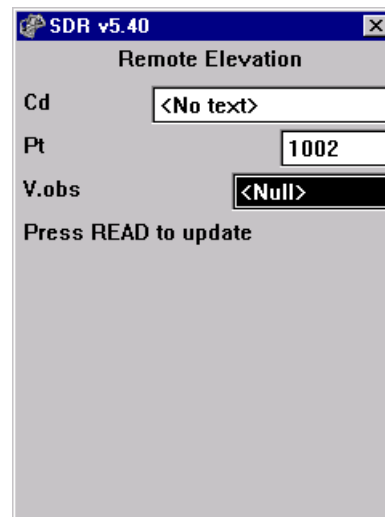 SDR v5.40
Remote Elevation
Cd <No text>
Pt 1002
V.obs <Null>
Press READ to update